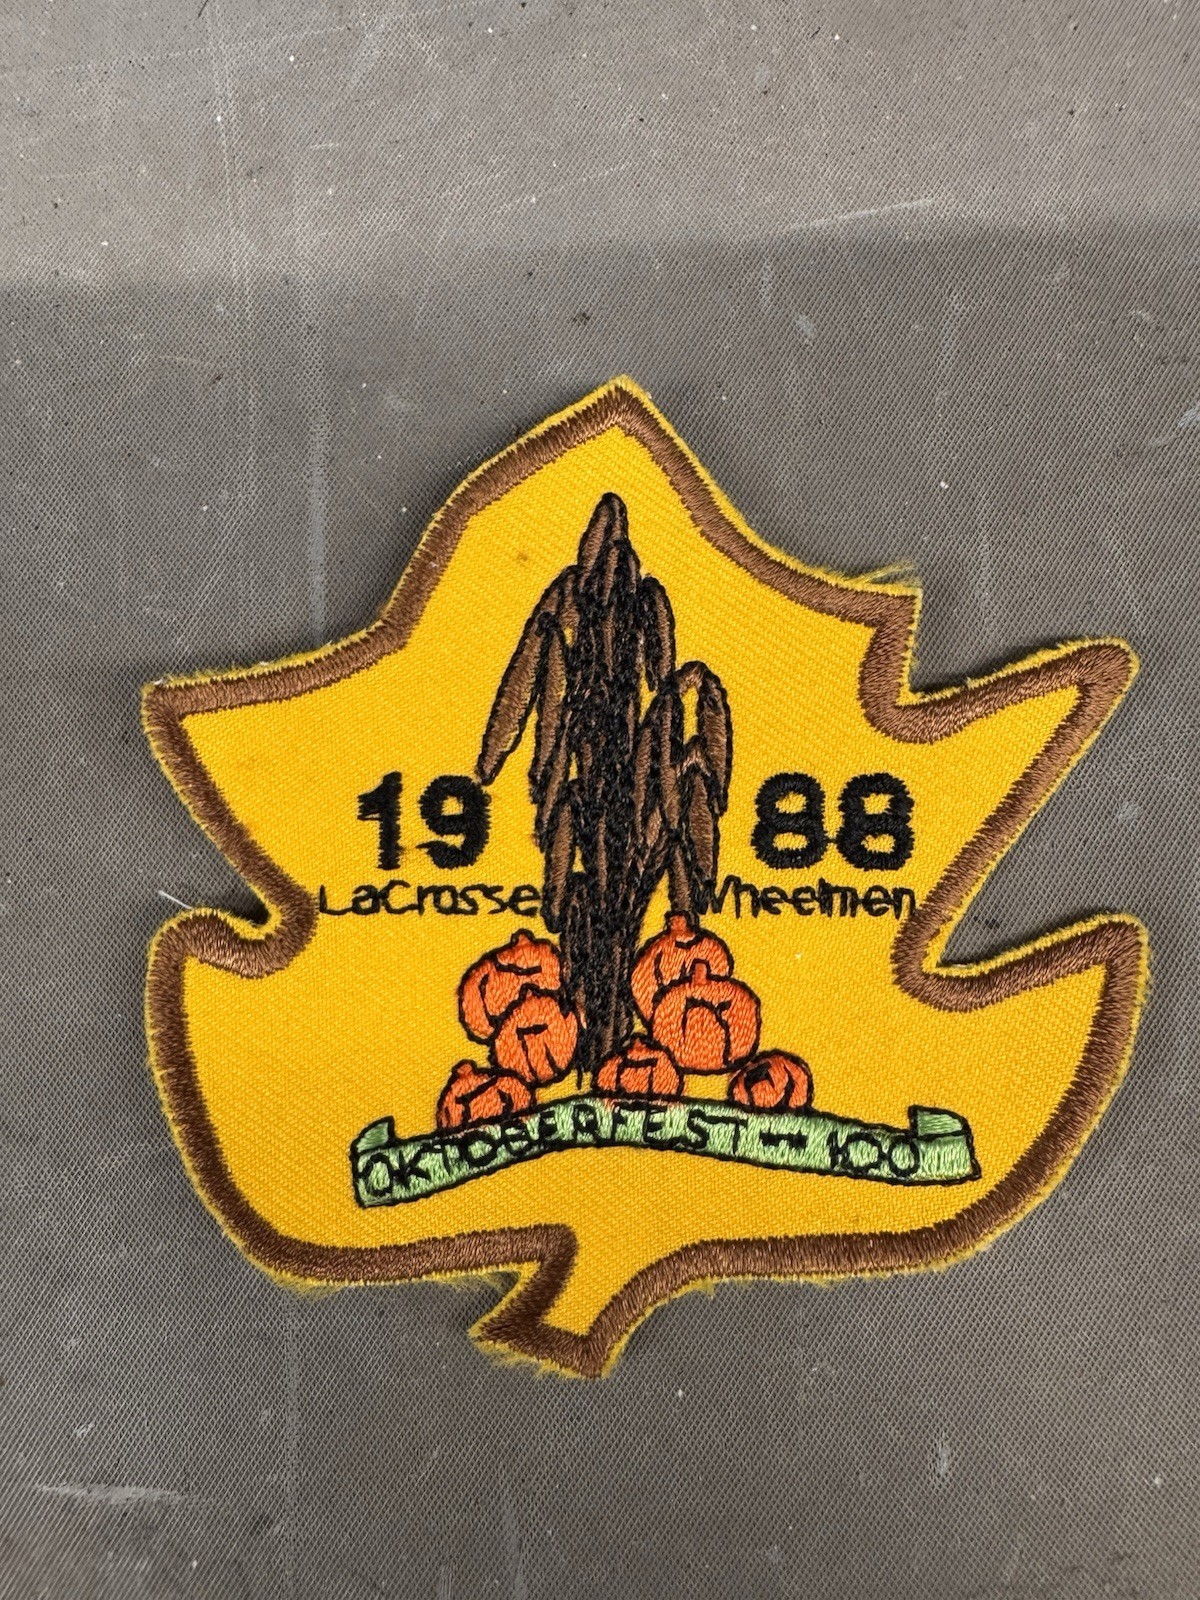 19 88
LaCrosse Wheelmen
OKTOBERFEST - 100